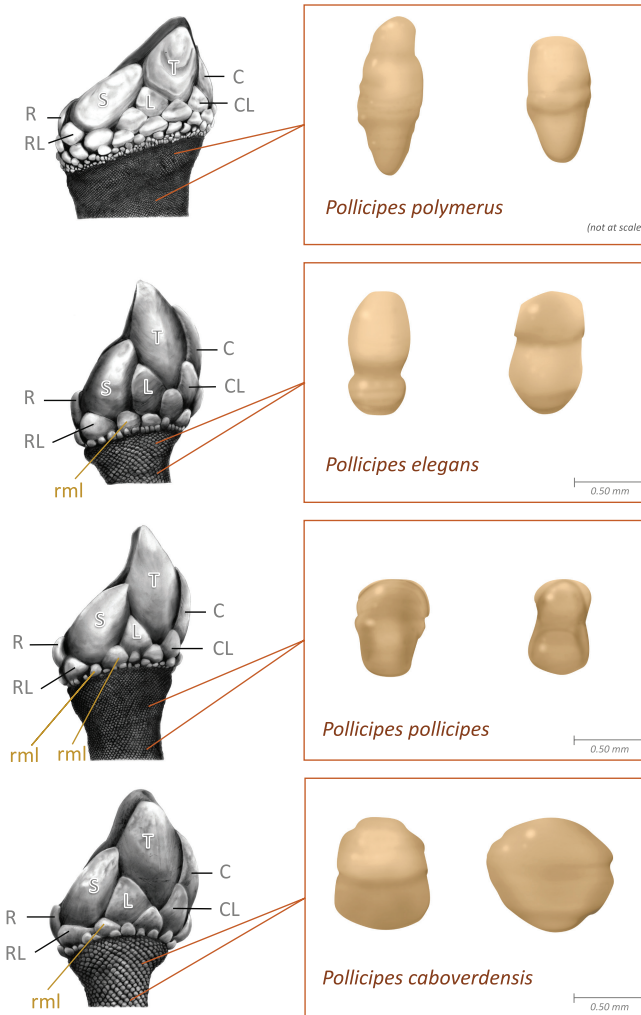 T
C
S
L
CL
R
RL
Pollicipes polymerus
(not at scale
T
C
S
L
CL
R
RL
rml
Pollicipes elegans
0.50 mm
T
C
S
L
R
CL
RL
rml rml
Pollicipes pollicipes
0.50 mm
T
C
S
L
CL
R
RL
rml
Pollicipes caboverdensis
0.50 mm